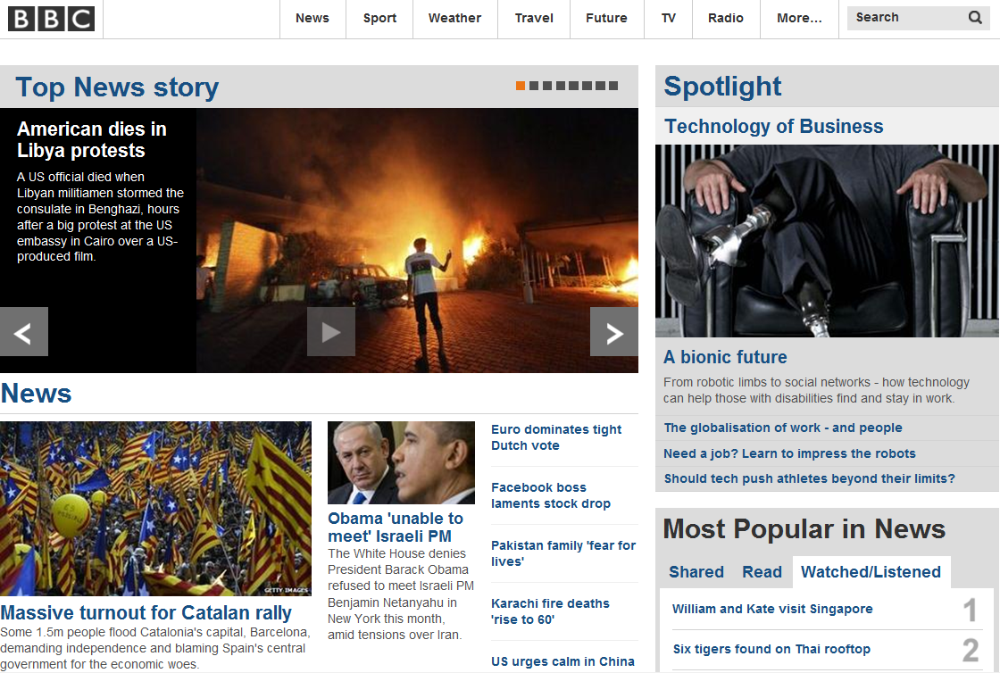 BBC
News
Sport
Weather
Travel
Future
TV
Radio
More...
Search
Top News story
American dies in
Libya protests
A US official died when
Libyan militiamen stormed the
consulate in Benghazi, hours
after a big protest at the US
embassy in Cairo over a US-
produced film.
News
GETTY IMAGES
Massive turnout for Catalan rally
Some 1.5m people flood Catalonia's capital, Barcelona,
demanding independence and blaming Spain's central
government for the economic woes.
Obama 'unable to
meet' Israeli PM
The White House denies
President Barack Obama
refused to meet Israeli PM
Benjamin Netanyahu in
New York this month,
amid tensions over Iran.
Euro dominates tight
Dutch vote
Facebook boss
laments stock drop
Pakistan family 'fear for
lives'
Karachi fire deaths
'rise to 60'
US urges calm in China
Spotlight
Technology of Business
A bionic future
From robotic limbs to social networks - how technology
can help those with disabilities find and stay in work.
The globalisation of work - and people
Need a job? Learn to impress the robots
Should tech push athletes beyond their limits?
Most Popular in News
Shared
Read
Watched/Listened
William and Kate visit Singapore
1
Six tigers found on Thai rooftop
2